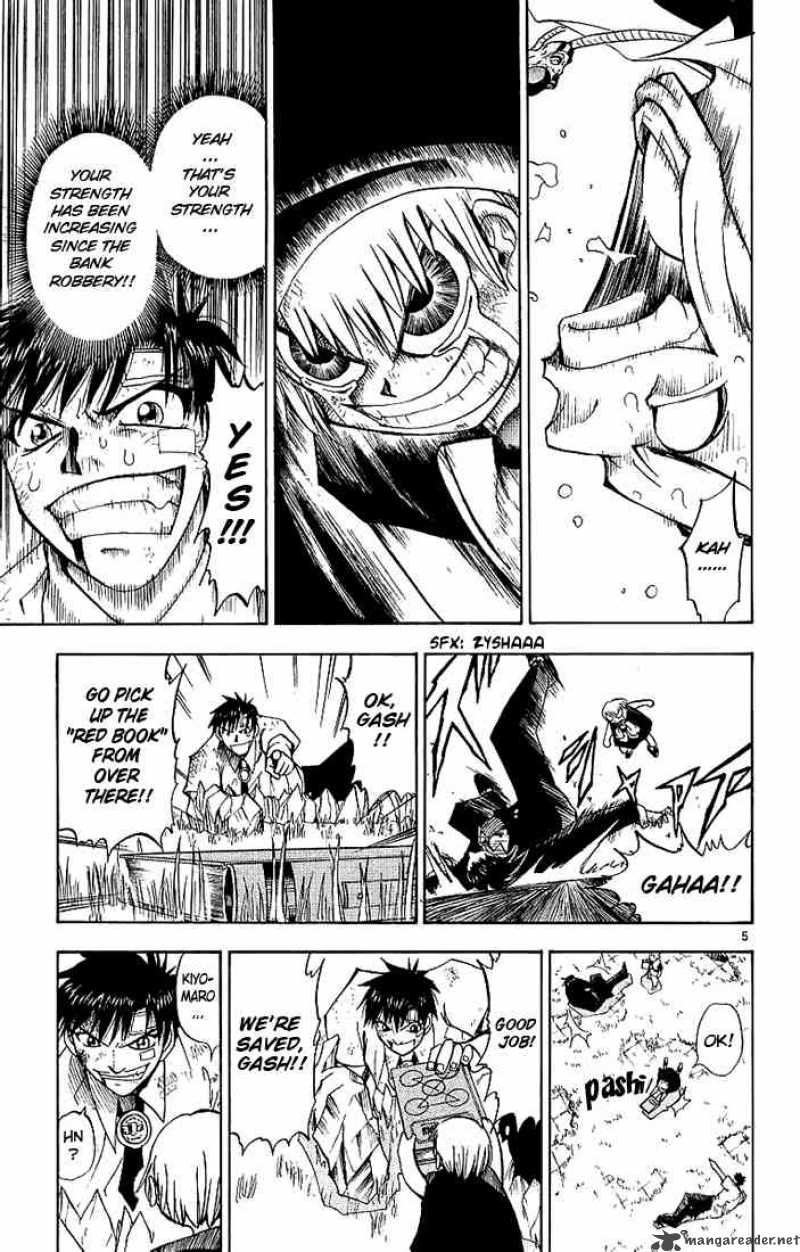 KAH
......
YEAH
...
THAT'S
YOUR
STRENGTH
...
YOUR
STRENGTH
HAS BEEN
INCREASING
SINCE THE
BANK
ROBBERY!!
YES!!!
SFX: ZYSHAAA
GAHAA!!
OK,
GASH
!!
GO PICK
UP THE
"RED BOOK"
FROM
OVER
THERE!!
5
OK!
pashi
GOOD
JOB!
WE'RE
SAVED,
GASH!!
KIYO-
MARO
...
HN
?
mangareader.net